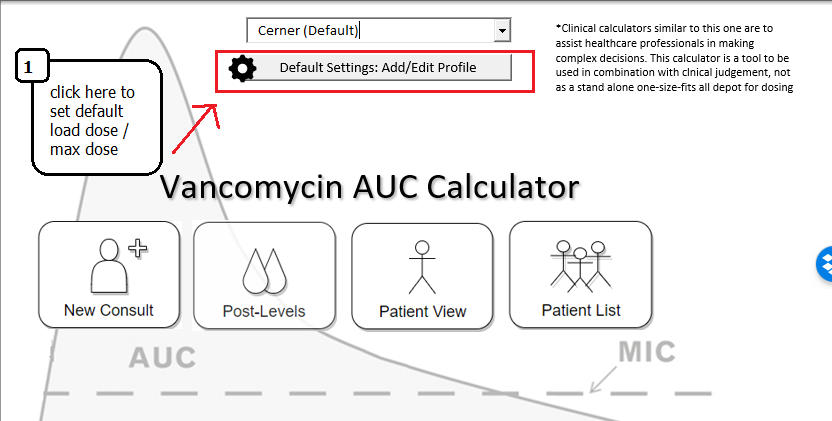 Cerner (Default)
Default Settings: Add/Edit Profile
*Clinical calculators similar to this one are to
assist healthcare professionals in making
complex decisions. This calculator is a tool to be
used in combination with clnical judgement, not
as a stand alone one-size-fits all depot for dosing
1
click here to
set default
load dose /
max dose
Vancomycin AUC Calculator
New Consult
Post-Levels
Patient View
Patient List
AUC
MIC